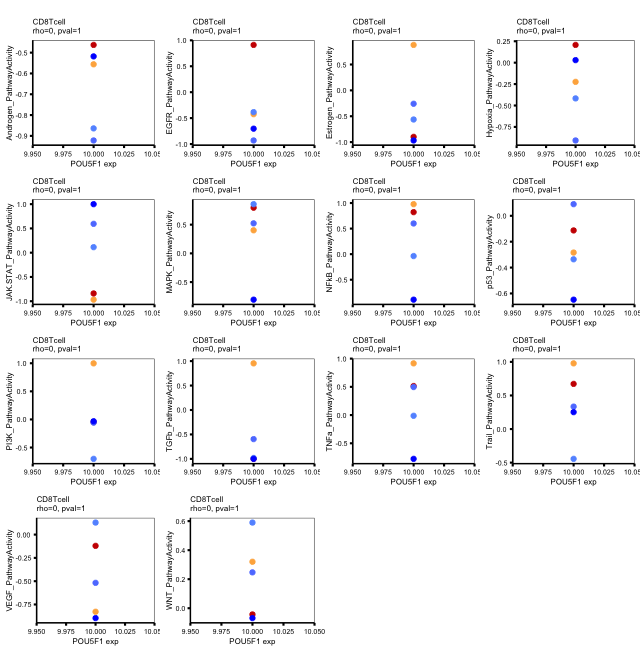 CD8Tcell
rho=0, pval=1
Androgen_PathwayActivity
-0.5
-0.6
-0.7
-0.8
-0.9
9.950 9.975 10.000 10.025 10.05
POU5F1 exp
CD8Tcell
rho=0, pval=1
EGFR_PathwayActivity
1.0
0.5
0.0
-0.5
-1.0
9.950 9.975 10.000 10.025 10.05
POU5F1 exp
CD8Tcell
rho=0, pval=1
Estrogen_PathwayActivity
0.5
0.0
-0.5
-1.0
9.950 9.975 10.000 10.025 10.05
POU5F1 exp
CD8Tcell
rho=0, pval=1
Hypoxia_PathwayActivity
0.25
0.00
-0.25
-0.50
-0.75
9.950 9.975 10.000 10.025 10.05
POU5F1 exp
CD8Tcell
rho=0, pval=1
JAK.STAT_PathwayActivity
1.0
0.5
0.0
-0.5
-1.0
9.950 9.975 10.000 10.025 10.05
POU5F1 exp
CD8Tcell
rho=0, pval=1
MAPK_PathwayActivity
0.5
0.0
-0.5
9.950 9.975 10.000 10.025 10.05
POU5F1 exp
CD8Tcell
rho=0, pval=1
NFkB_PathwayActivity
1.0
0.5
0.0
-0.5
9.950 9.975 10.000 10.025 10.05
POU5F1 exp
CD8Tcell
rho=0, pval=1
p53_PathwayActivity
0.0
-0.2
-0.4
-0.6
9.950 9.975 10.000 10.025 10.05
POU5F1 exp
CD8Tcell
rho=0, pval=1
PI3K_PathwayActivity
1.0
0.5
0.0
-0.5
9.950 9.975 10.000 10.025 10.05
POU5F1 exp
CD8Tcell
rho=0, pval=1
TGFb_PathwayActivity
1.0
0.5
0.0
-0.5
-1.0
9.950 9.975 10.000 10.025 10.05
POU5F1 exp
CD8Tcell
rho=0, pval=1
TNFa_PathwayActivity
1.0
0.5
0.0
-0.5
9.950 9.975 10.000 10.025 10.05
POU5F1 exp
CD8Tcell
rho=0, pval=1
Trail_PathwayActivity
1.0
0.5
0.0
-0.5
9.950 9.975 10.000 10.025 10.05
POU5F1 exp
CD8Tcell
rho=0, pval=1
VEGF_PathwayActivity
0.00
-0.25
-0.50
-0.75
9.950 9.975 10.000 10.025 10.05
POU5F1 exp
CD8Tcell
rho=0, pval=1
WNT_PathwayActivity
0.6
0.4
0.2
0.0
9.950 9.975 10.000 10.025 10.050
POU5F1 exp